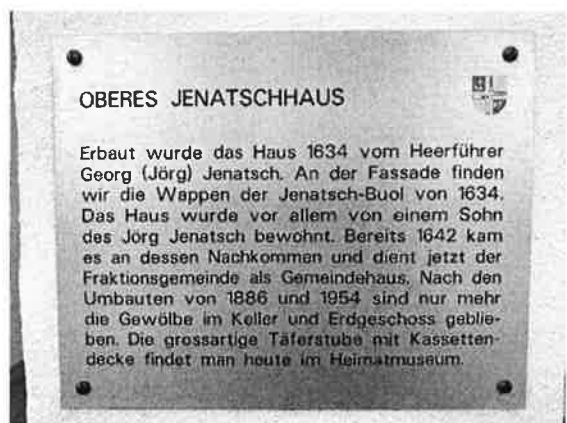 OBERES JENATSCHHAUS
Erbaut wurde das Haus 1634 vom Heerführer
Georg (Jörg) Jenatsch. An der Fassade finden
wir die Wappen der Jenatsch-Buol von 1634.
Das Haus wurde vor allem von einem Sohn
des Jörg Jenatsch bewohnt. Bereits 1642 kam
es an dessen Nachkommen und dient jetzt der
Fraktionsgemeinde als Gemeindehaus. Nach den
Umbauten von 1886 und 1954 sind nur mehr
die Gewölbe im Keller und Erdgeschoss geblie-
ben. Die grossartige Täferstube mit Kassetten-
decke findet man heute im Heimatmuseum.